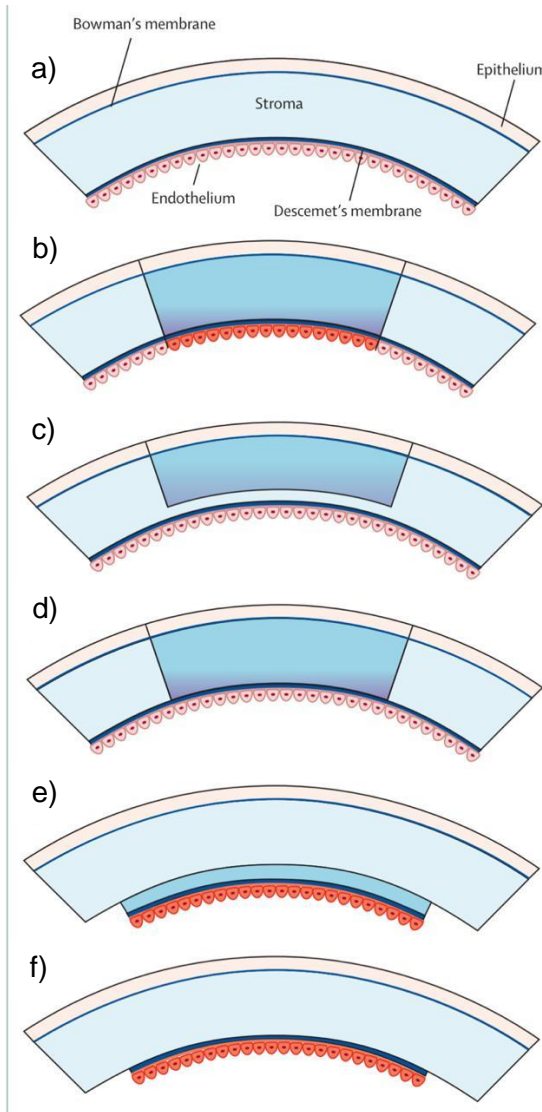 Bowman's membrane
a)
Epithelium
Stroma
Endothelium
Descemet's membrane
b)
c)
d)
e)
f)